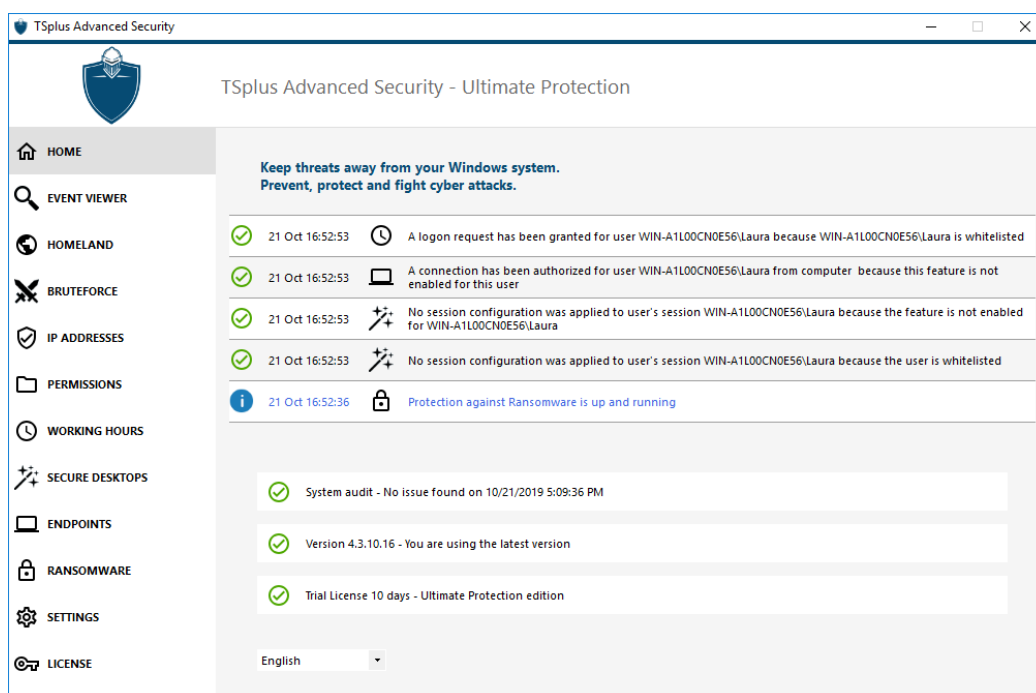 TSplus Advanced Security
TSplus Advanced Security - Ultimate Protection
HOME
EVENT VIEWER
HOMELAND
BRUTEFORCE
IP ADDRESSES
PERMISSIONS
WORKING HOURS
SECURE DESKTOPS
ENDPOINTS
RANSOMWARE
SETTINGS
LICENSE
Keep threats away from your Windows system.
Prevent, protect and fight cyber attacks.
21 Oct 16:52:53 A logon request has been granted for user WIN-A1L00CN0E56\Laura because WIN-A1L00CN0E56\Laura is whitelisted
21 Oct 16:52:53 A connection has been authorized for user WIN-A1L00CN0E56\Laura from computer  because this feature is not
enabled for this user
21 Oct 16:52:53 No session configuration was applied to user's session WIN-A1L00CN0E56\Laura because the feature is not enabled
for WIN-A1L00CN0E56\Laura
21 Oct 16:52:53 No session configuration was applied to user's session WIN-A1L00CN0E56\Laura because the user is whitelisted
21 Oct 16:52:36 Protection against Ransomware is up and running
System audit - No issue found on 10/21/2019 5:09:36 PM
Version 4.3.10.16 - You are using the latest version
Trial License 10 days - Ultimate Protection edition
English